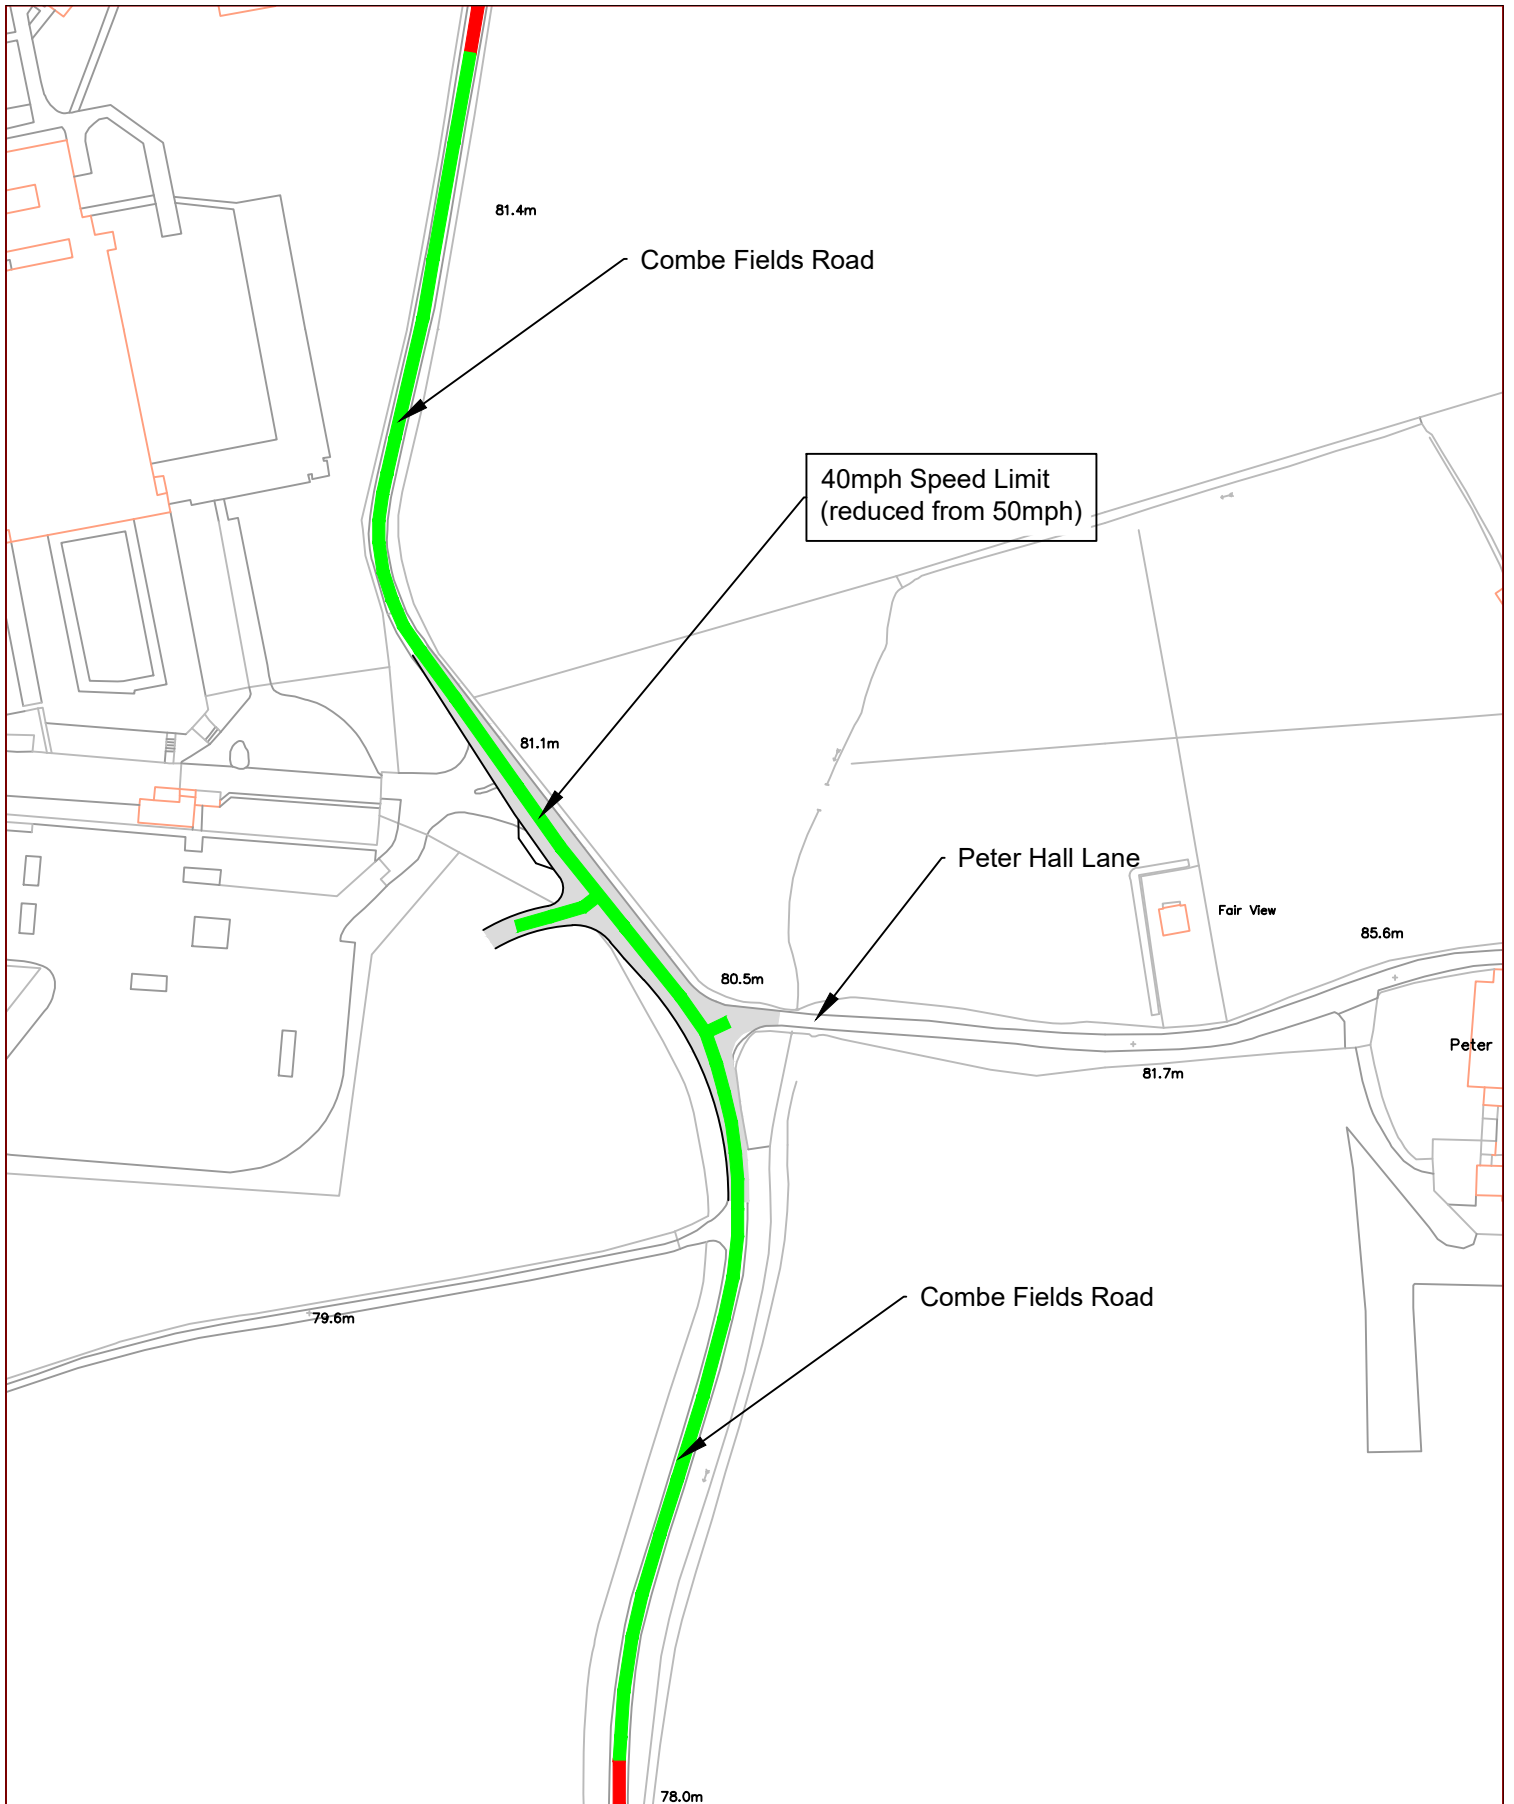 81.4m
Combe Fields Road
40mph Speed Limit
(reduced from 50mph)
81.1m
Peter Hall Lane
Fair View
85.6m
80.5m
Peter
81.7m
Combe Fields Road
79.6m
78.0m